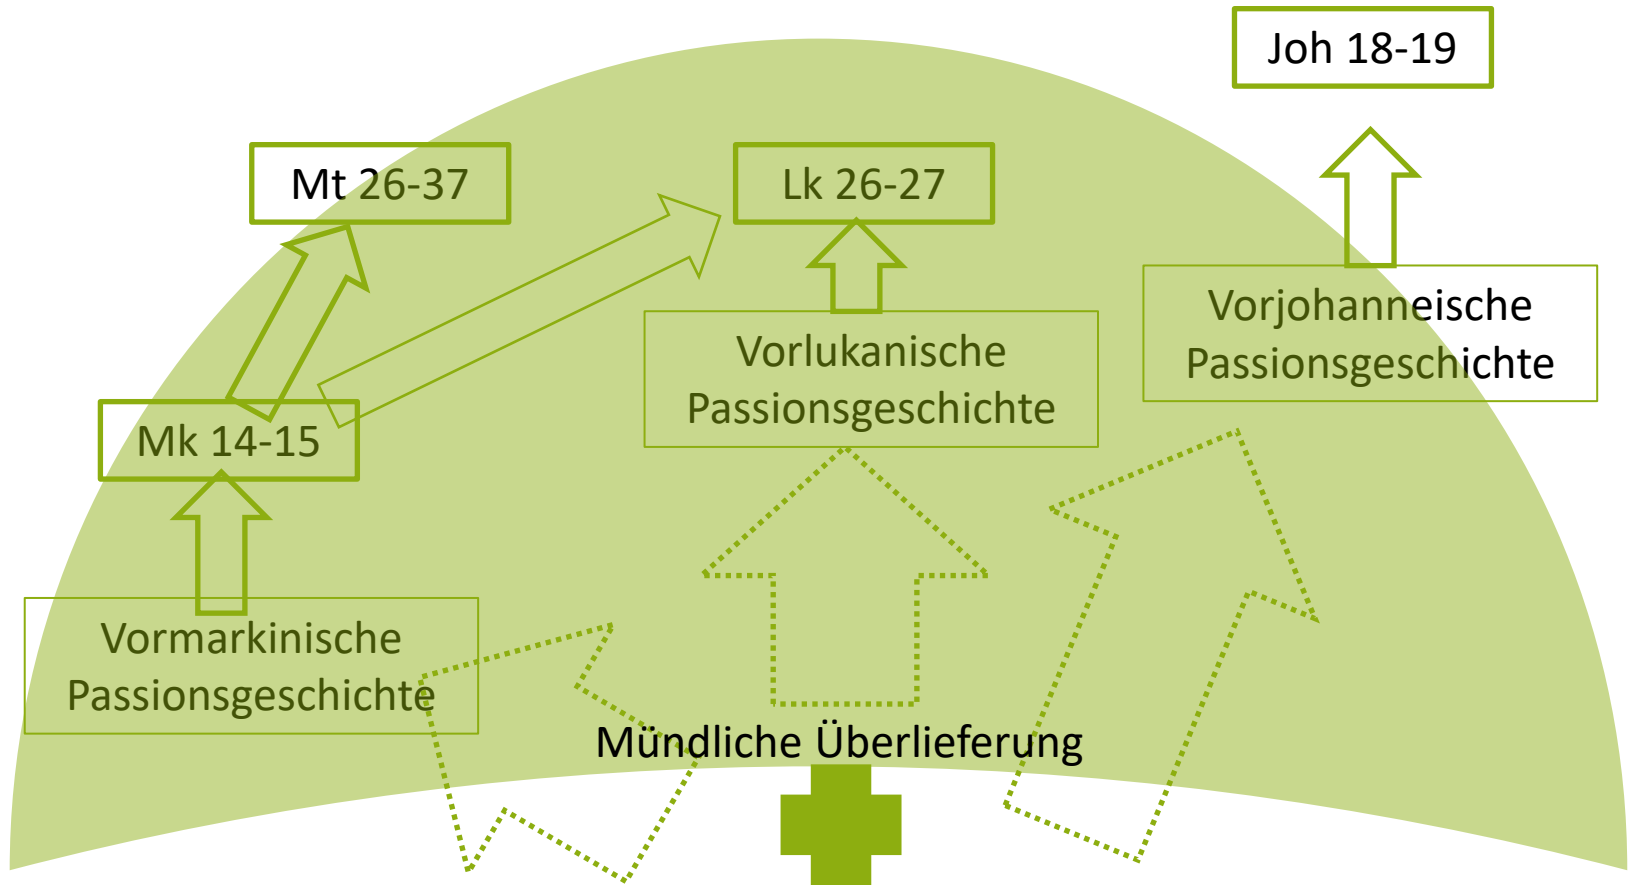 Joh 18-19
Mt 26-37
Lk 26-27
Vorjohanneische
Passionsgeschichte
Vorlukanische
Passionsgeschichte
Mk 14-15
Vormarkinische
Passionsgeschichte
Mündliche Überlieferung